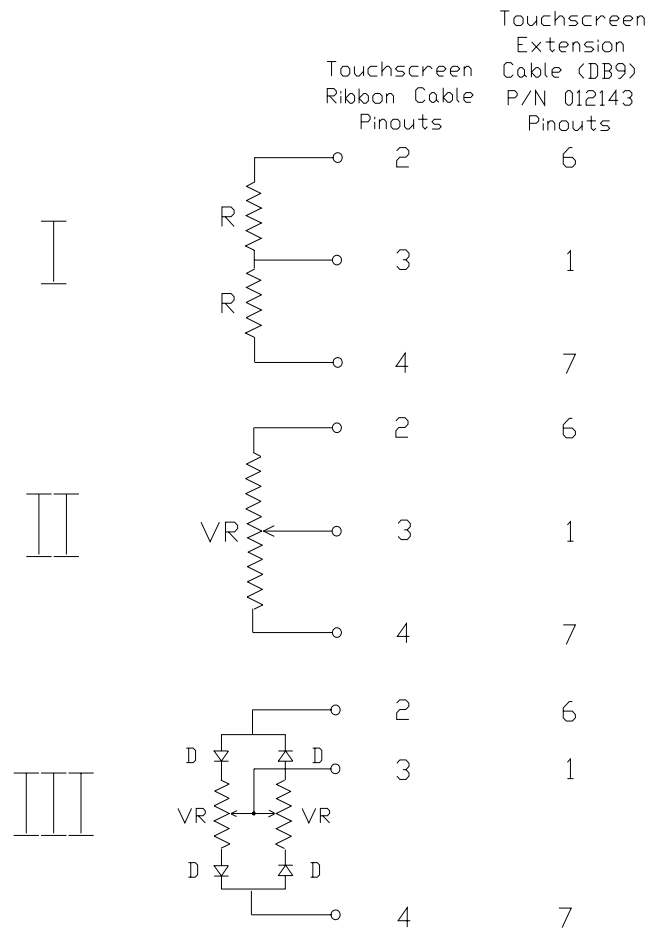 Touchscreen
Ribbon Cable
Pinouts
Touchscreen
Extension
Cable (DB9)
P/N 012143
Pinouts
I
R
R
2 6
3 1
4 7
II
VR
2 6
3 1
4 7
III
D D
VR VR
D D
2 6
3 1
4 7